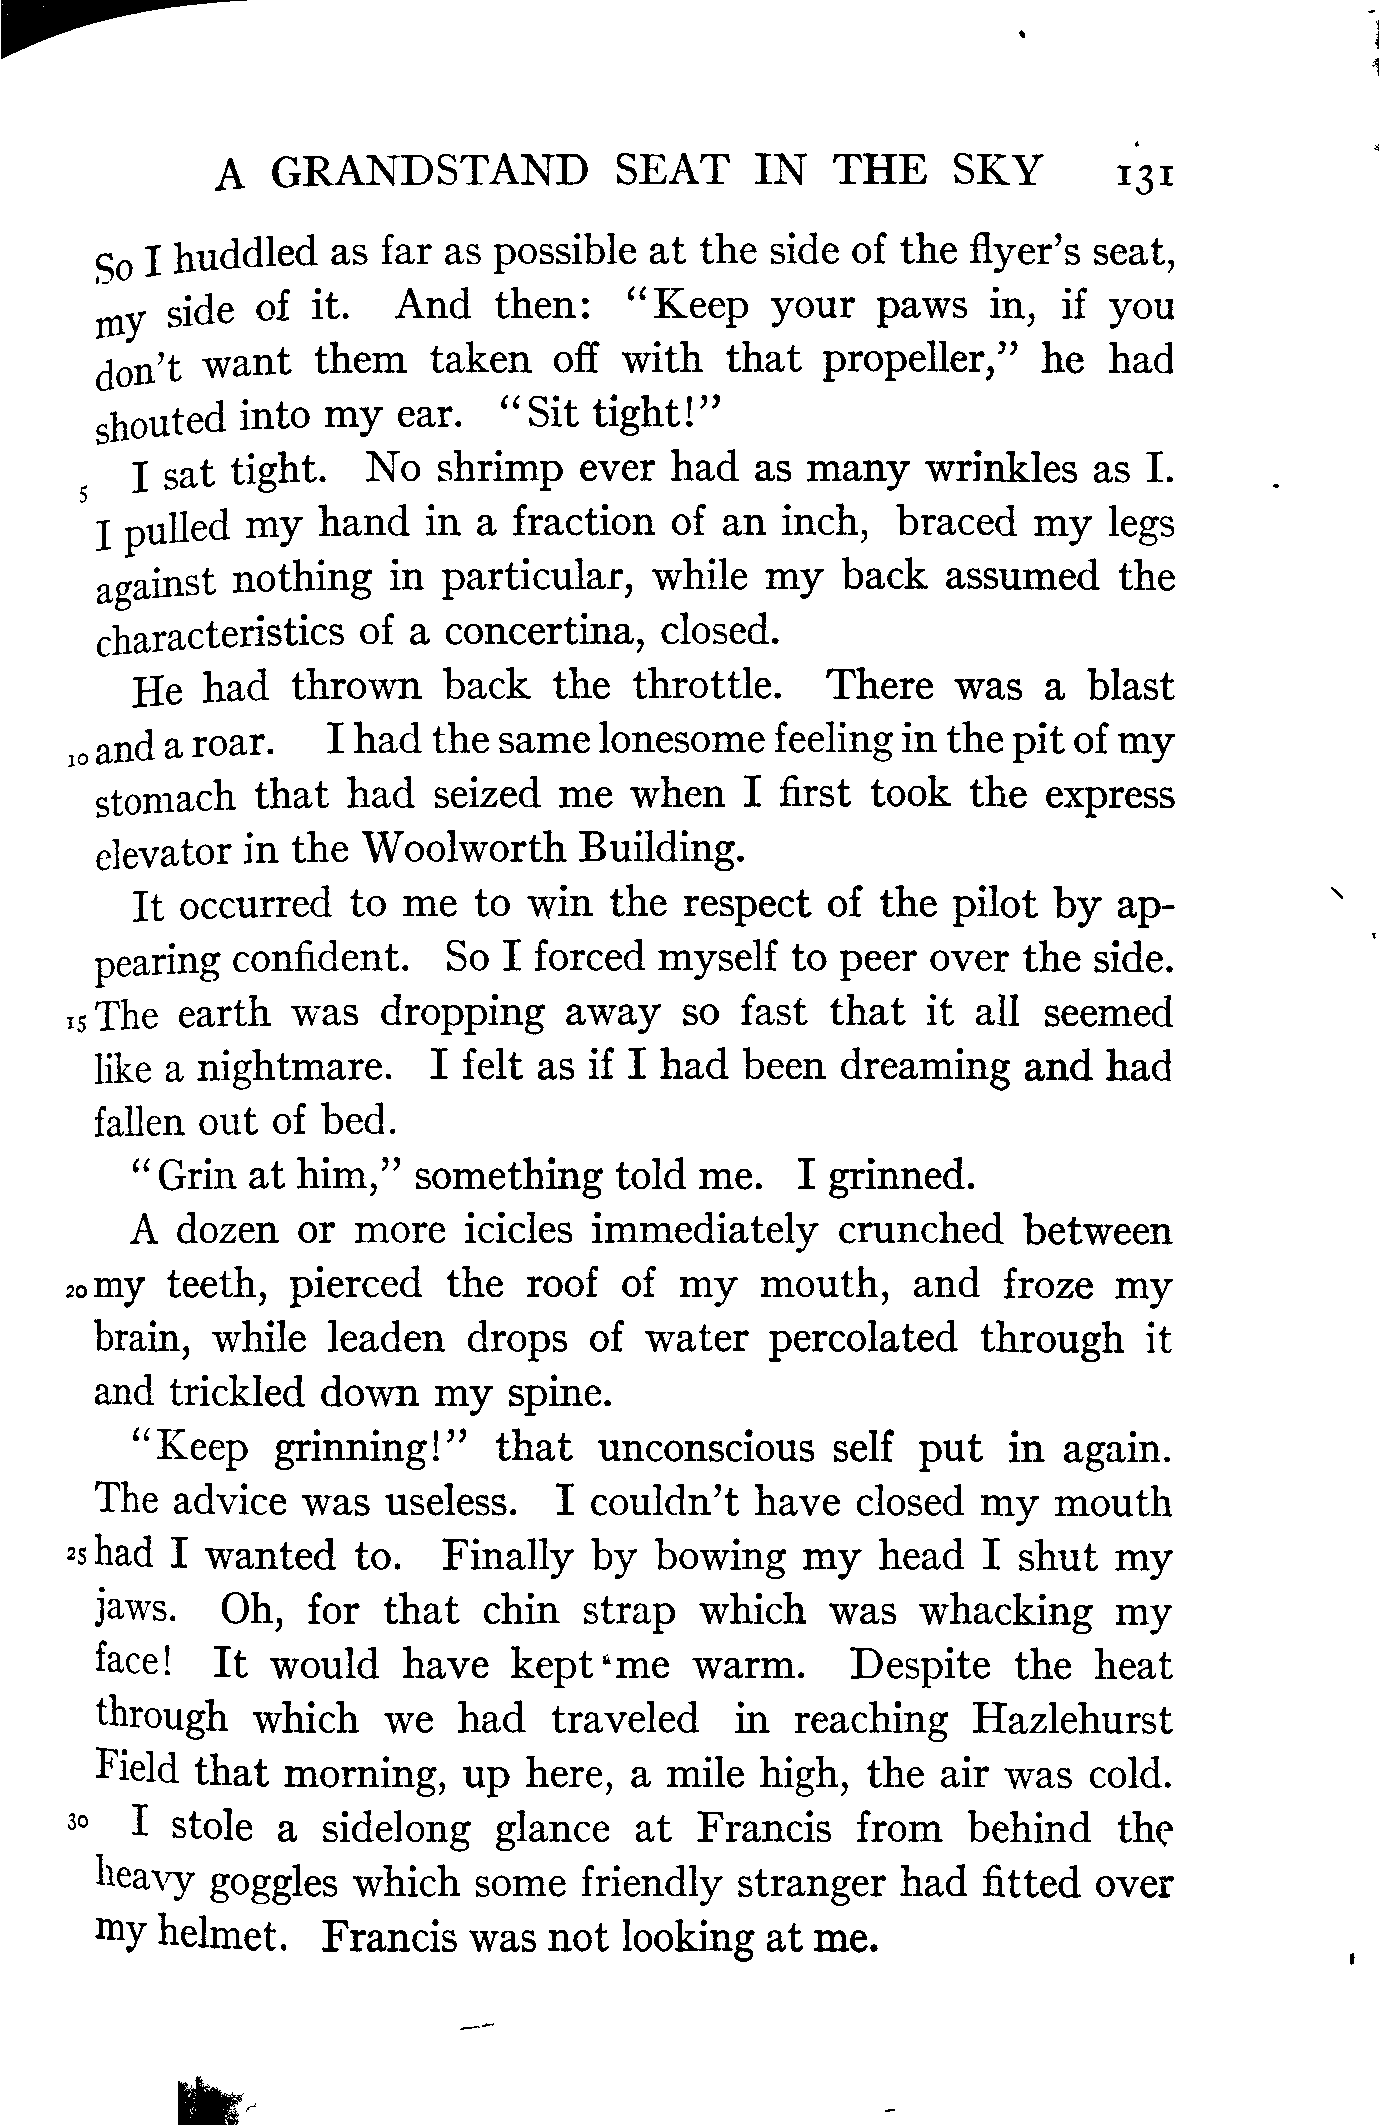 A GRANDSTAND SEAT IN THE SKY 131
So I huddled as far as possible at the side of the flyer's seat,
my side of it. And then: "Keep your paws in, if you
don't want them taken off with that propeller," he had
shouted into my ear. "Sit tight!"
5 I sat tight. No shrimp ever had as many wrinkles as I.
I pulled my hand in a fraction of an inch, braced my legs
against nothing in particular, while my back assumed the
characteristics of a concertina, closed.
He had thrown back the throttle. There was a blast
10 and a roar. I had the same lonesome feeling in the pit of my
stomach that had seized me when I first took the express
elevator in the Woolworth Building.
It occurred to me to win the respect of the pilot by ap-
pearing confident. So I forced myself to peer over the side.
15 The earth was dropping away so fast that it all seemed
like a nightmare. I felt as if I had been dreaming and had
fallen out of bed.
"Grin at him," something told me. I grinned.
A dozen or more icicles immediately crunched between
20 my teeth, pierced the roof of my mouth, and froze my
brain, while leaden drops of water percolated through it
and trickled down my spine.
"Keep grinning!" that unconscious self put in again.
The advice was useless. I couldn't have closed my mouth
25 had I wanted to. Finally by bowing my head I shut my
jaws. Oh, for that chin strap which was whacking my
face! It would have kept me warm. Despite the heat
through which we had traveled in reaching Hazlehurst
Field that morning, up here, a mile high, the air was cold.
30 I stole a sidelong glance at Francis from behind the
heavy goggles which some friendly stranger had fitted over
my helmet. Francis was not looking at me.